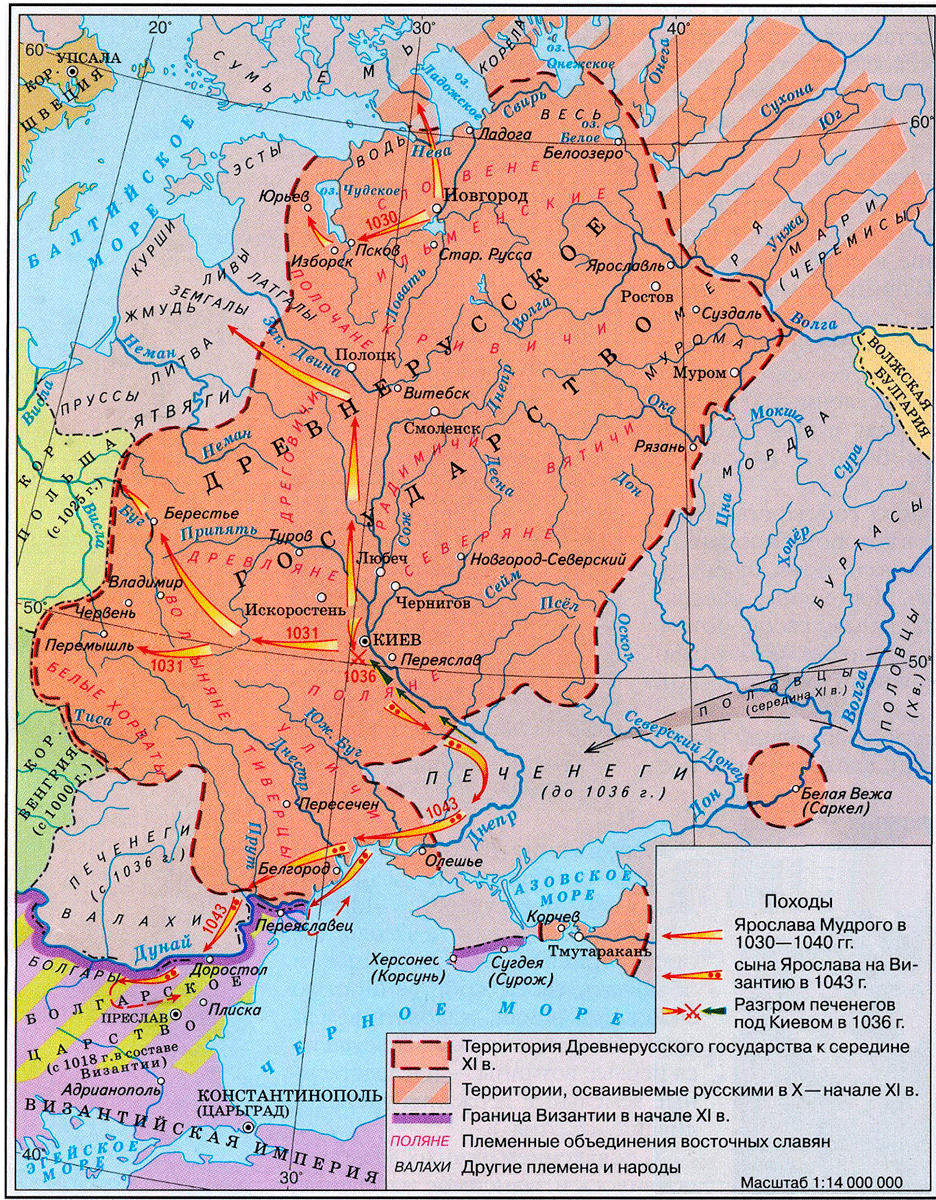 20°
30°
40°
60°
УПСАЛА
КОР.
ШВЕЦИЯ
СУМЬ
ЕМЬ
КОРЕЛА
оз.
Ладожское
оз.
Онежское
Онега
Сухона
Юг
60°
Свирь
ВЕСЬ
оз.
Белое
Белоозеро
Ладога
Нева
ВОДЬ
ЭСТЫ
БАЛТИЙСКОЕ
МОРЕ
Юрьев
оз. Чудское
СЛОВЕНЕ
ИЛЬМЕНСКИЕ
Новгород
1030
Псков
Изборск
Стар. Русса
Ловать
КУРШИ
ЛИВЫ
ЛАТГАЛЫ
ЗЕМГАЛЫ
ЖМУДЬ
ЛИТВА
Неман
ПРУССЫ
ЯТВЯГИ
Зап. Двина
ПОЛОЧАНЕ
КРИВИЧИ
Полоцк
Витебск
Смоленск
Днепр
Волга
Ярославль
Ростов
Суздаль
МЕРЯ
Унжа
МАРИ
(ЧЕРЕМИСЫ)
Волга
ВОЛЖСКАЯ
БУЛГАРИЯ
МУРОМА
Муром
Ока
Рязань
Мокша
МОРДВА
Сура
Цна
Хопёр
БУРТАСЫ
ДРЕВНЕРУССКОЕ
ГОСУДАРСТВО
Висла
КОР.
ПОЛЬША
(с 1025 г.)
Висла
Неман
ДРЕГОВИЧИ
РАДИМИЧИ
ВЯТИЧИ
Десна
Дон
Сож
Буг
Берестье
Припять
Туров
ДРЕВЛЯНЕ
СЕВЕРЯНЕ
Любеч
Новгород-Северский
Чернигов
Сейм
Псёл
Оскол
Владимир
Червень
Искоростень
50°
Перемышль
1031
1031
КИЕВ
Переяслав
1036
ПОЛЯНЕ
ВОЛЫНЯНЕ
БЕЛЫЕ ХОРВАТЫ
Тиса
КОР.
ВЕНГРИЯ
(с 1000 г.)
Юж. Буг
Днестр
УЛИЧИ
ТИВЕРЦЫ
Пересечен
Прут
Белгород
1043
Днепр
Олешье
ПЕЧЕНЕГИ
(до 1036 г.)
ПОЛОВЦЫ
(середина XI в.)
Волга
ПОЛОВЦЫ
(X в.)
50°
Северский Донец
Дон
Белая Вежа
(Саркел)
ПЕЧЕНЕГИ
(с 1036 г.)
ВАЛАХИ
1043
Переяславец
Дунай
Доростол
БОЛГАРЫ
БОЛГАРСКОЕ
ЦАРСТВО
(с 1018 г. в составе
Византии)
ПРЕСЛАВ
Плиска
Адрианополь
КОНСТАНТИНОПОЛЬ
(ЦАРЬГРАД)
ВИЗАНТИЙСКАЯ ИМПЕРИЯ
ЭГЕЙСКОЕ
МОРЕ
40°
30°
ЧЕРНОЕ МОРЕ
АЗОВСКОЕ
МОРЕ
Корчев
Тмутаракань
Херсонес
(Корсунь)
Сугдея
(Сурож)
Походы
Ярослава Мудрого в
1030—1040 гг.
сына Ярослава на Ви-
зантию в 1043 г.
Разгром печенегов
под Киевом в 1036 г.
Территория Древнерусского государства к середине
XI в.
Территории, осваиваемые русскими в X — начале XI в.
Граница Византии в начале XI в.
ПОЛЯНЕ Племенные объединения восточных славян
ВАЛАХИ Другие племена и народы
Масштаб 1:14 000 000